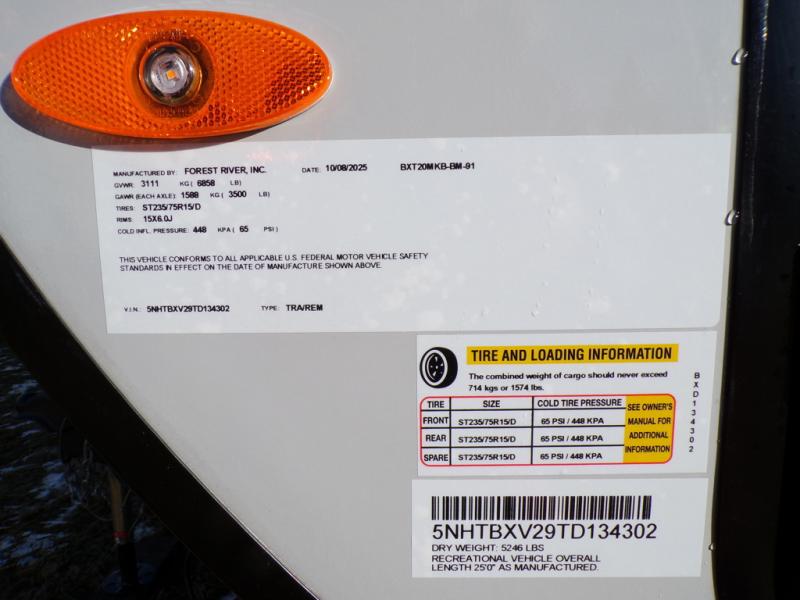 MANUFACTURED BY: FOREST RIVER, INC. DATE: 10/08/2025 BXT20MKB-BM-91
GVWR: 3111 KG ( 6858 LB)
GAWR (EACH AXLE): 1588 KG ( 3500 LB)
TIRES: ST235/75R15/D
RIMS: 15X6.0J
COLD INFL. PRESSURE: 448 KPA ( 65 PSI)
THIS VEHICLE CONFORMS TO ALL APPLICABLE U.S. FEDERAL MOTOR VEHICLE SAFETY
STANDARDS IN EFFECT ON THE DATE OF MANUFACTURE SHOWN ABOVE.
V.I.N.: 5NHTBXV29TD134302 TYPE: TRA/REM
TIRE AND LOADING INFORMATION
The combined weight of cargo should never exceed
714 kgs or 1574 lbs.
TIRE SIZE COLD TIRE PRESSURE
FRONT ST235/75R15/D 65 PSI / 448 KPA
REAR ST235/75R15/D 65 PSI / 448 KPA
SPARE ST235/75R15/D 65 PSI / 448 KPA
SEE OWNER'S
MANUAL FOR
ADDITIONAL
INFORMATION
BXD134302
5NHTBXV29TD134302
DRY WEIGHT: 5246 LBS
RECREATIONAL VEHICLE OVERALL
LENGTH 25'0" AS MANUFACTURED.